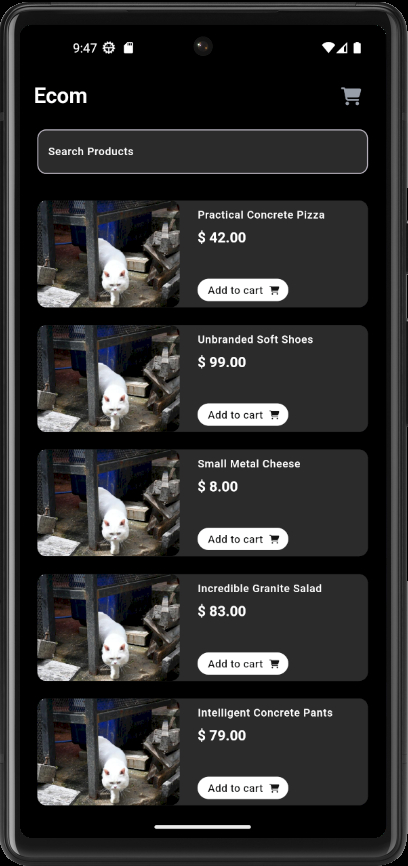 9:47
Ecom
Search Products
Practical Concrete Pizza
$ 42.00
Add to cart
Unbranded Soft Shoes
$ 99.00
Add to cart
Small Metal Cheese
$ 8.00
Add to cart
Incredible Granite Salad
$ 83.00
Add to cart
Intelligent Concrete Pants
$ 79.00
Add to cart